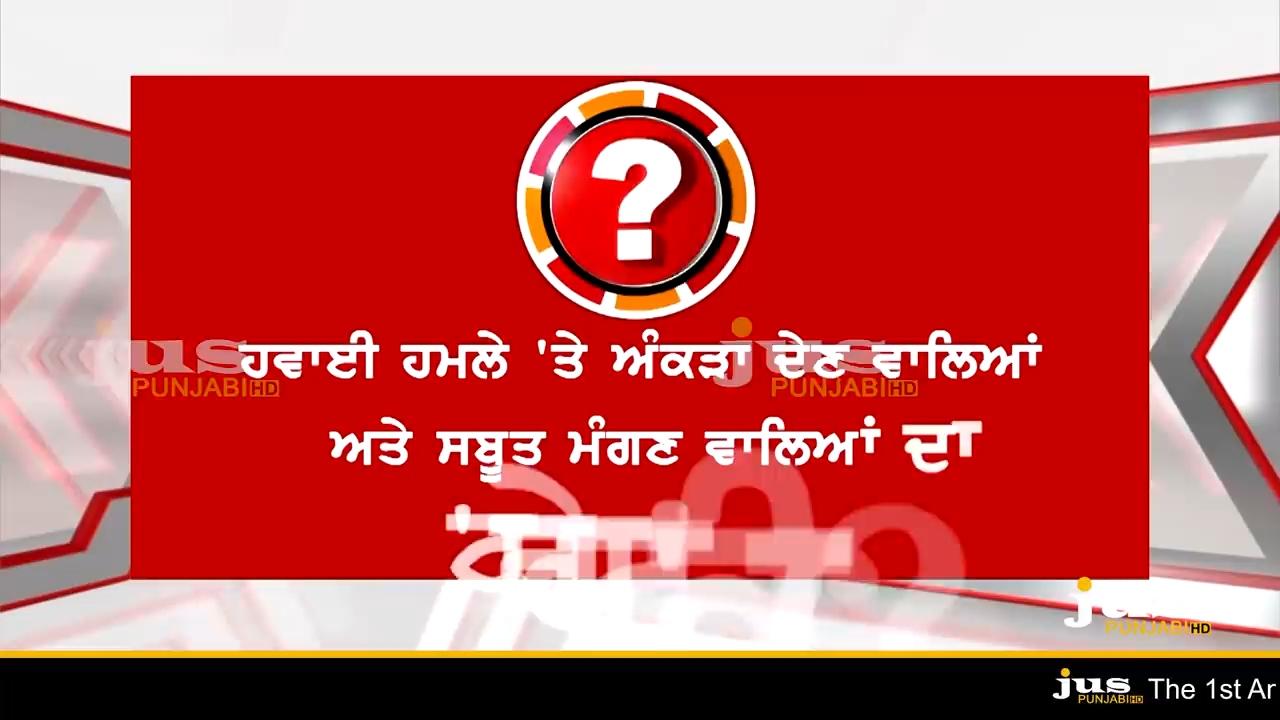 ?
ਹਵਾਈ ਹਮਲੇ 'ਤੇ ਅੰਕੜਾ ਦੇਣ ਵਾਲਿਆਂ
ਅਤੇ ਸਬੂਤ ਮੰਗਣ ਵਾਲਿਆਂ ਦਾ
jus PUNJABI HD
jus PUNJABI HD
jus PUNJABI HD
jus PUNJABI HD The 1st Ar